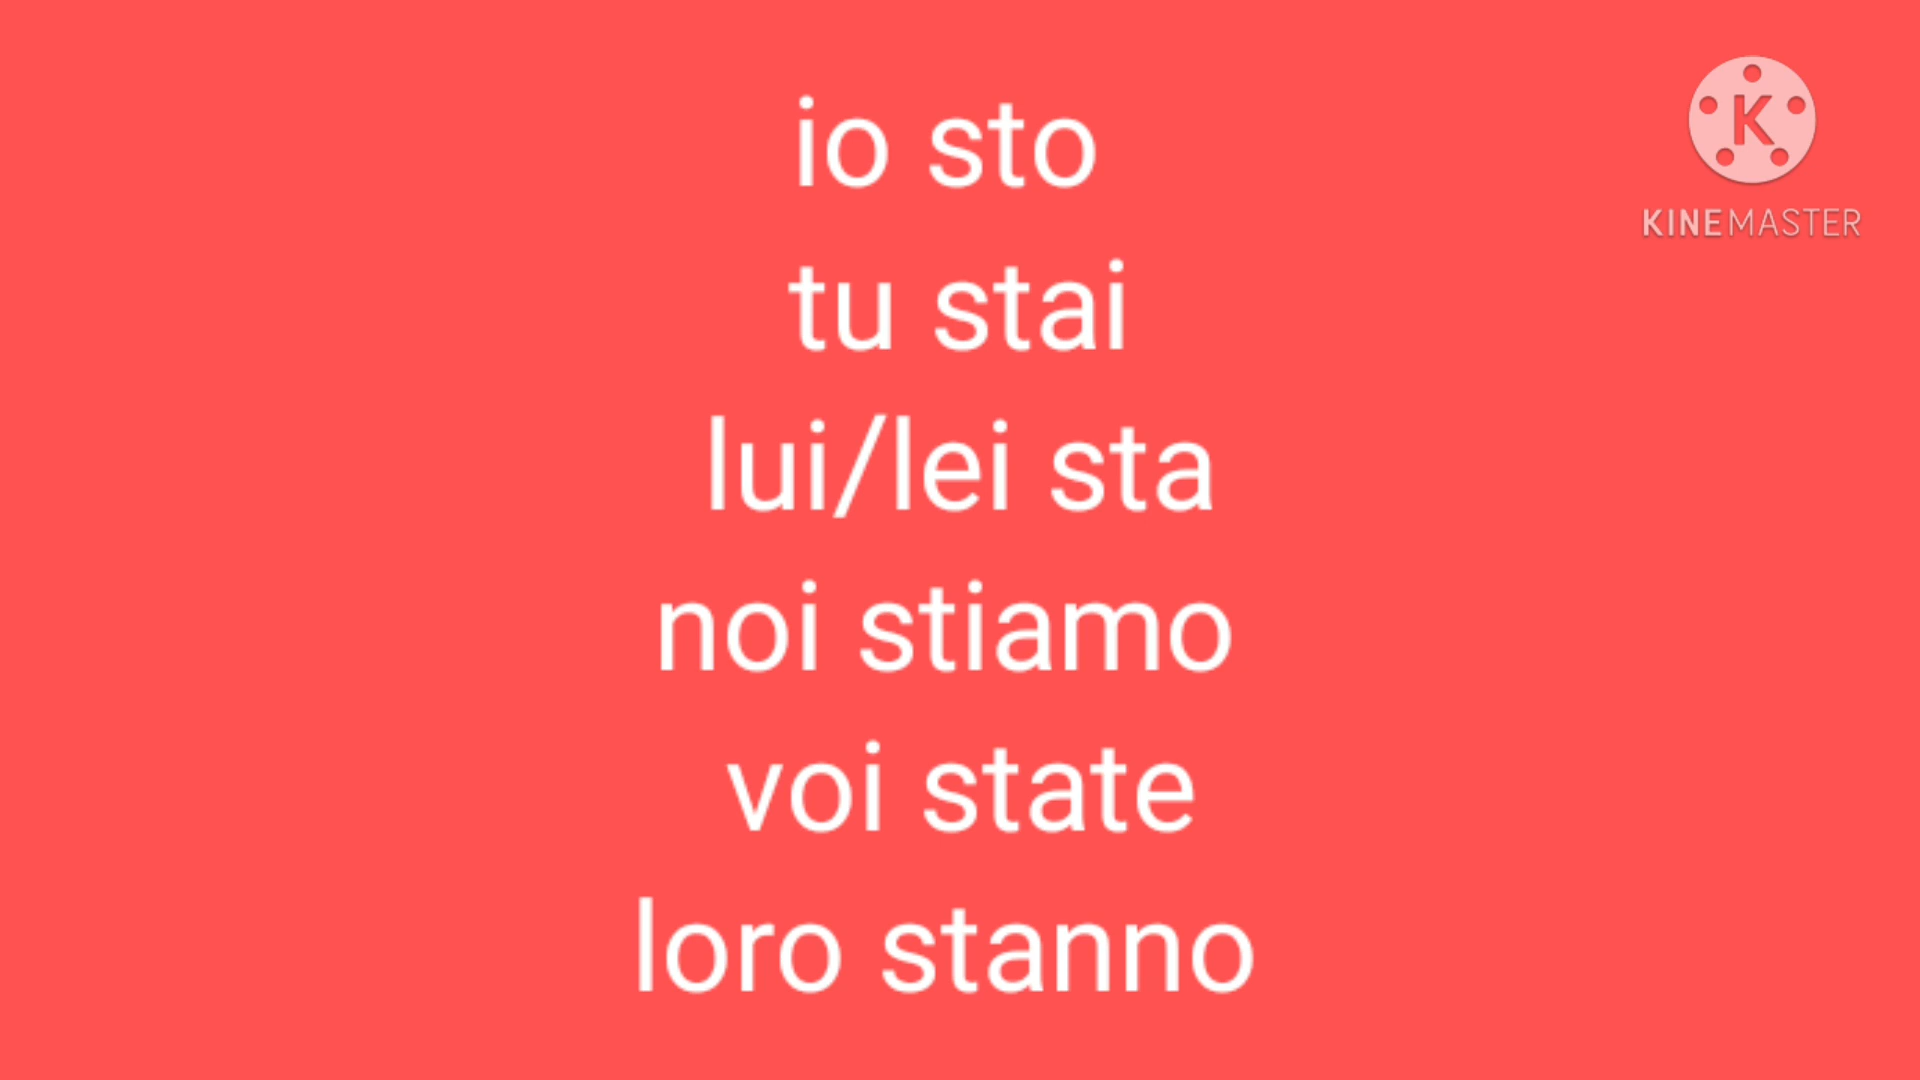 io sto
tu stai
lui/lei sta
noi stiamo
voi state
loro stanno
K
KINEMASTER